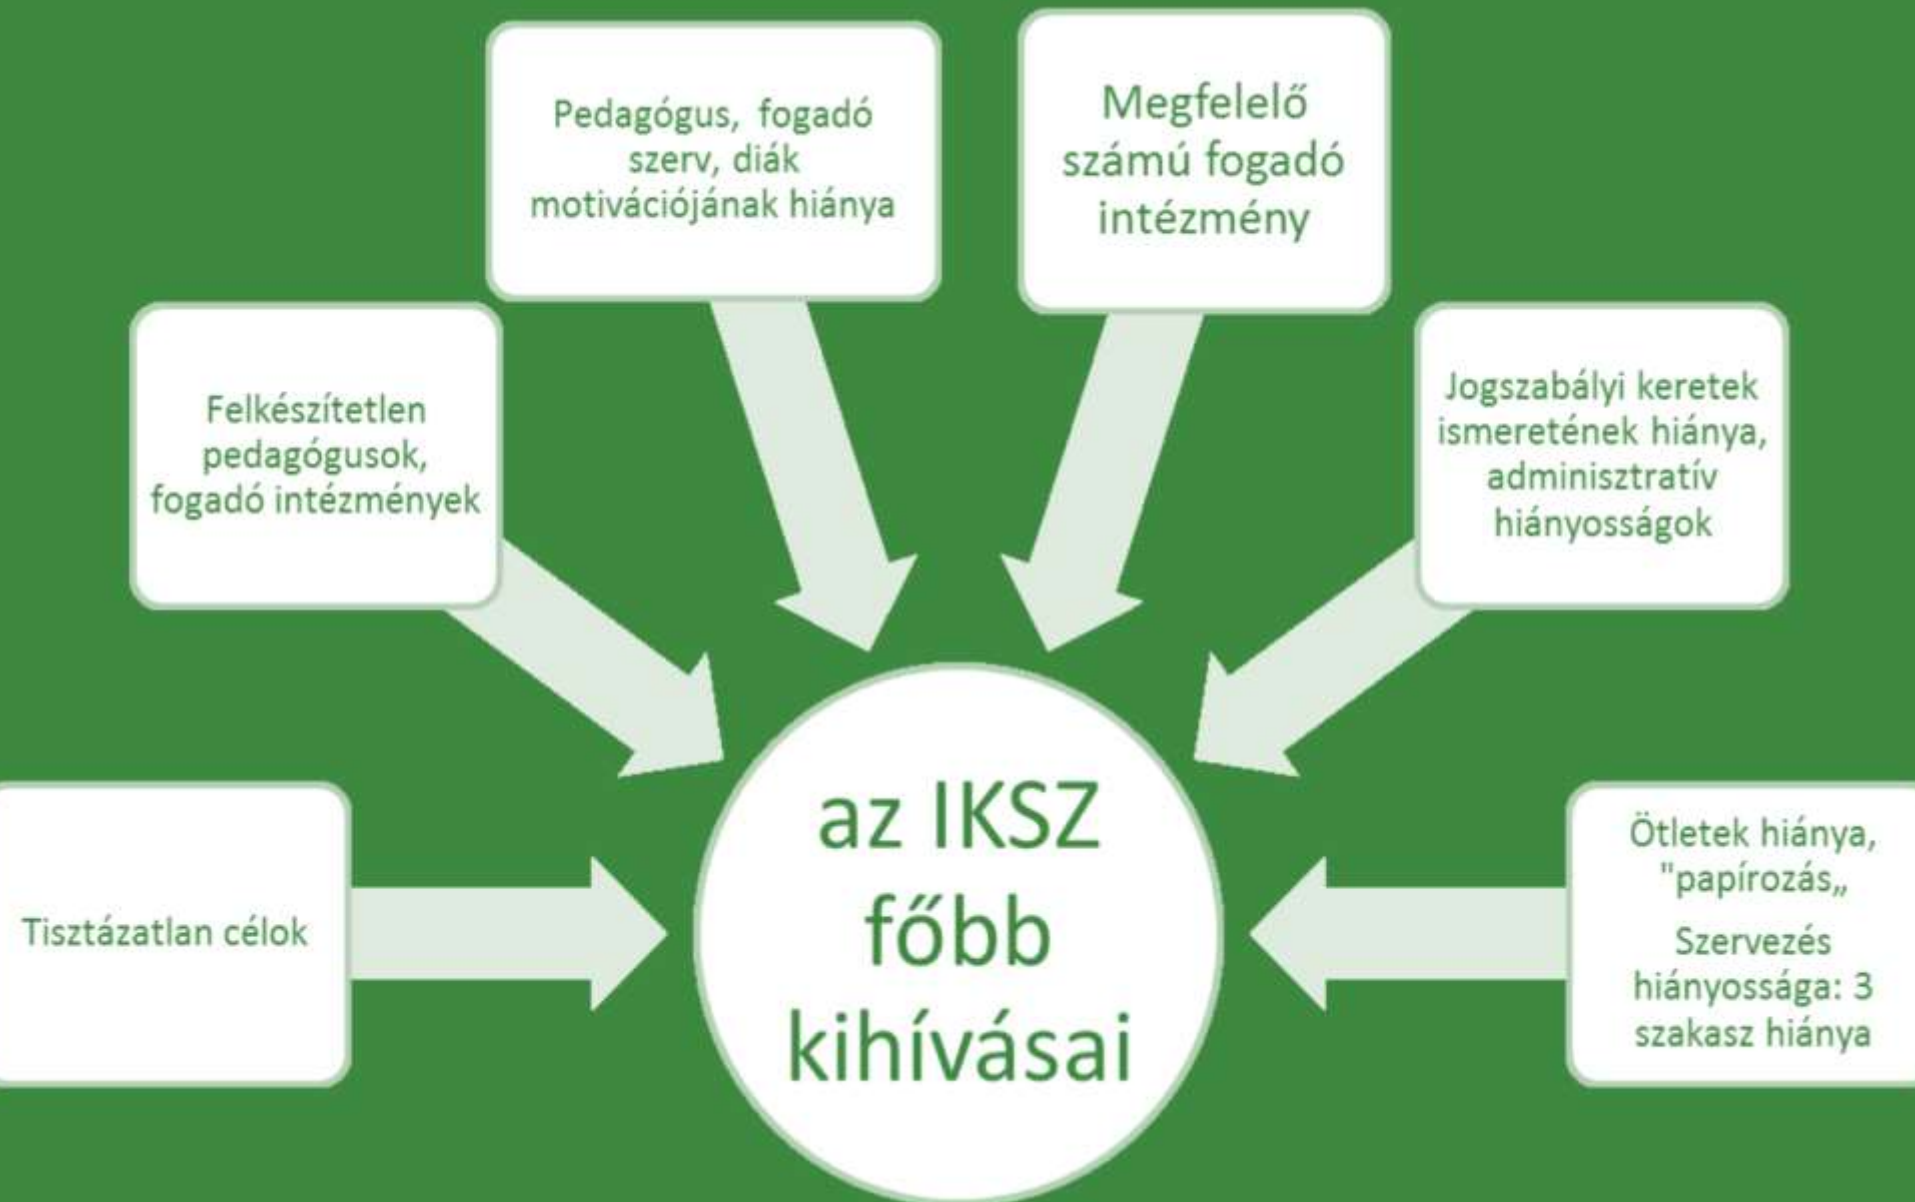 Tisztázatlan célok
Felkészítetlen
pedagógusok,
fogadó intézmények
Pedagógus, fogadó
szerv, diák
motivációjának hiánya
Megfelelő
számú fogadó
intézmény
Jogszabályi keretek
ismeretének hiánya,
adminisztratív
hiányosságok
Ötletek hiánya,
"papírozás„
Szervezés
hiányossága: 3
szakasz hiánya
az IKSZ
főbb
kihívásai